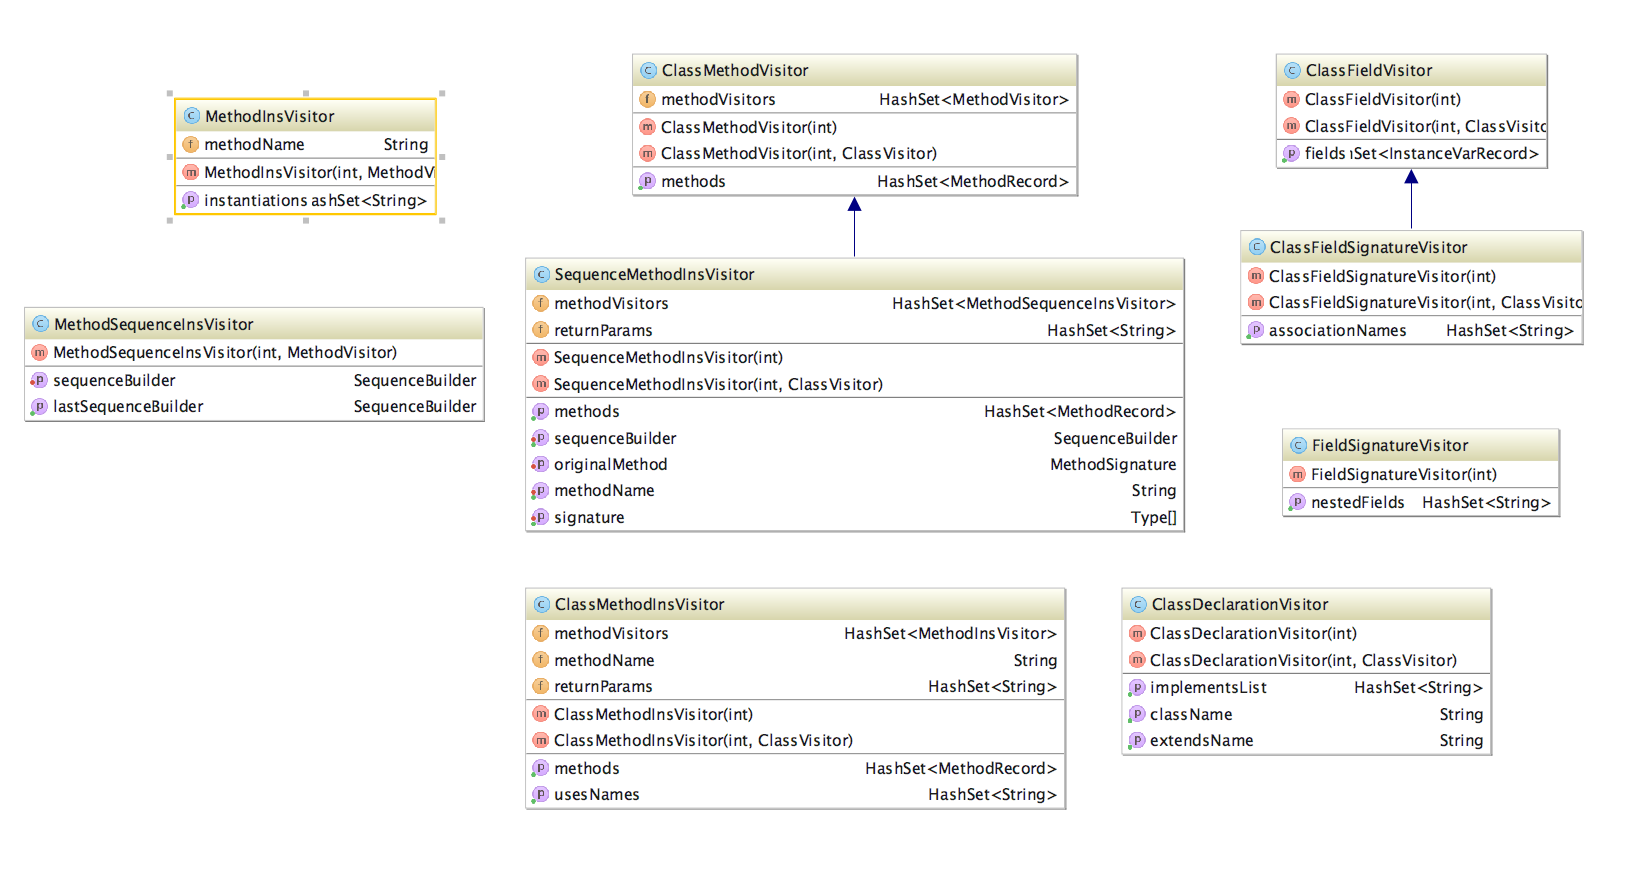 MethodInsVisitor
methodName String
MethodInsVisitor(int, MethodVi
instantiations ashSet<String>
ClassMethodVisitor
methodVisitors HashSet<MethodVisitor>
ClassMethodVisitor(int)
ClassMethodVisitor(int, ClassVisitor)
methods HashSet<MethodRecord>
ClassFieldVisitor
ClassFieldVisitor(int)
ClassFieldVisitor(int, ClassVisito
fields Set<InstanceVarRecord>
ClassFieldSignatureVisitor
ClassFieldSignatureVisitor(int)
ClassFieldSignatureVisitor(int, ClassVisito
associationNames HashSet<String>
MethodSequenceInsVisitor
MethodSequenceInsVisitor(int, MethodVisitor)
sequenceBuilder SequenceBuilder
lastSequenceBuilder SequenceBuilder
SequenceMethodInsVisitor
methodVisitors HashSet<MethodSequenceInsVisitor>
returnParams HashSet<String>
SequenceMethodInsVisitor(int)
SequenceMethodInsVisitor(int, ClassVisitor)
methods HashSet<MethodRecord>
sequenceBuilder SequenceBuilder
originalMethod MethodSignature
methodName String
signature Type[]
FieldSignatureVisitor
FieldSignatureVisitor(int)
nestedFields HashSet<String>
ClassMethodInsVisitor
methodVisitors HashSet<MethodInsVisitor>
methodName String
returnParams HashSet<String>
ClassMethodInsVisitor(int)
ClassMethodInsVisitor(int, ClassVisitor)
methods HashSet<MethodRecord>
usesNames HashSet<String>
ClassDeclarationVisitor
ClassDeclarationVisitor(int)
ClassDeclarationVisitor(int, ClassVisitor)
implementsList HashSet<String>
className String
extendsName String